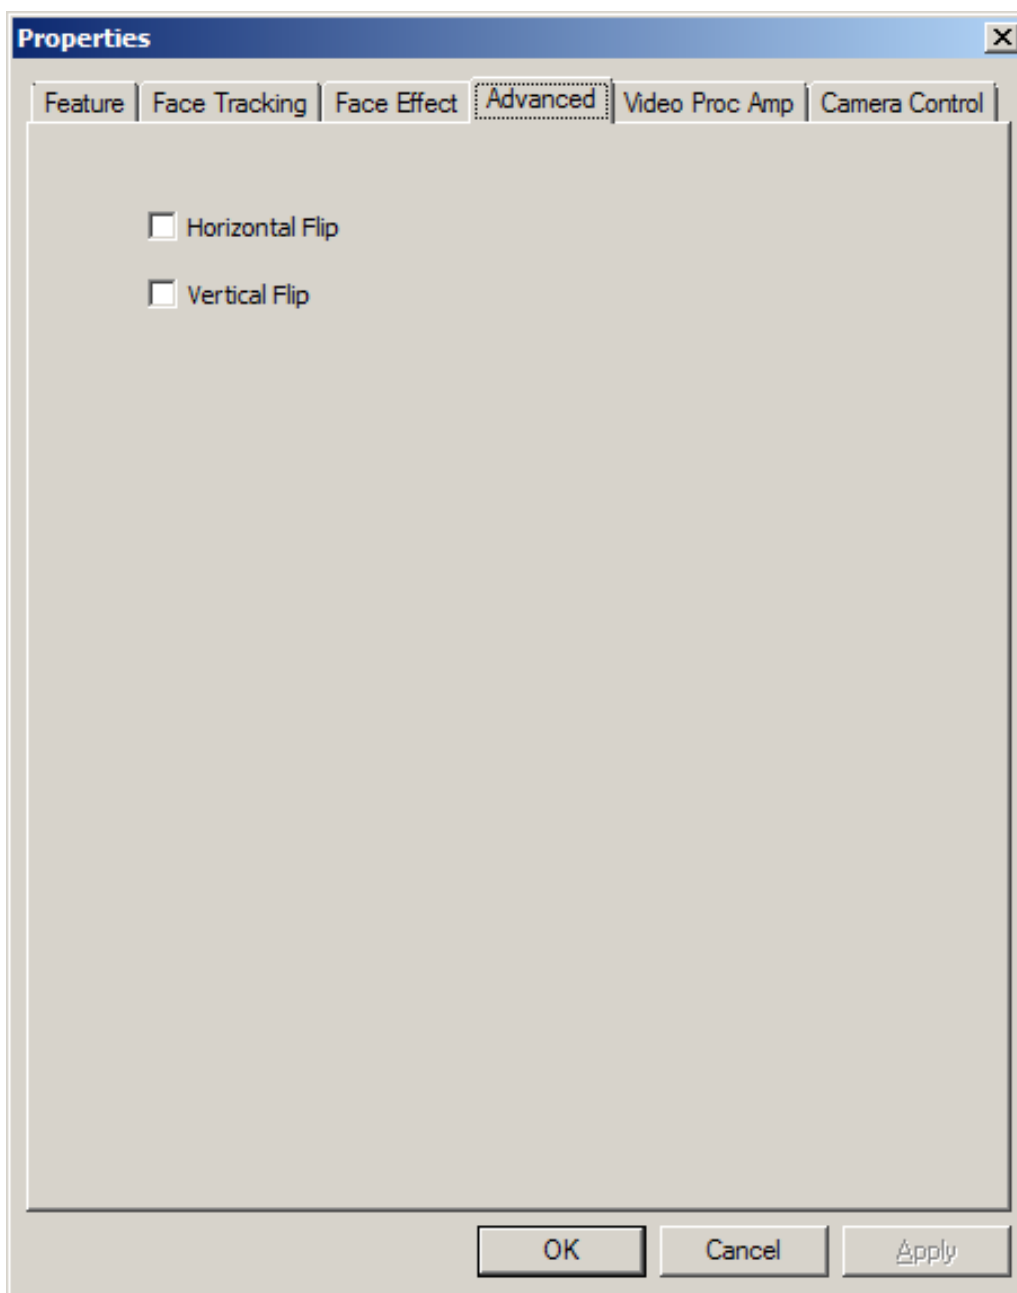 Properties
Feature Face Tracking Face Effect Advanced Video Proc Amp Camera Control
Horizontal Flip
Vertical Flip
OK Cancel Apply